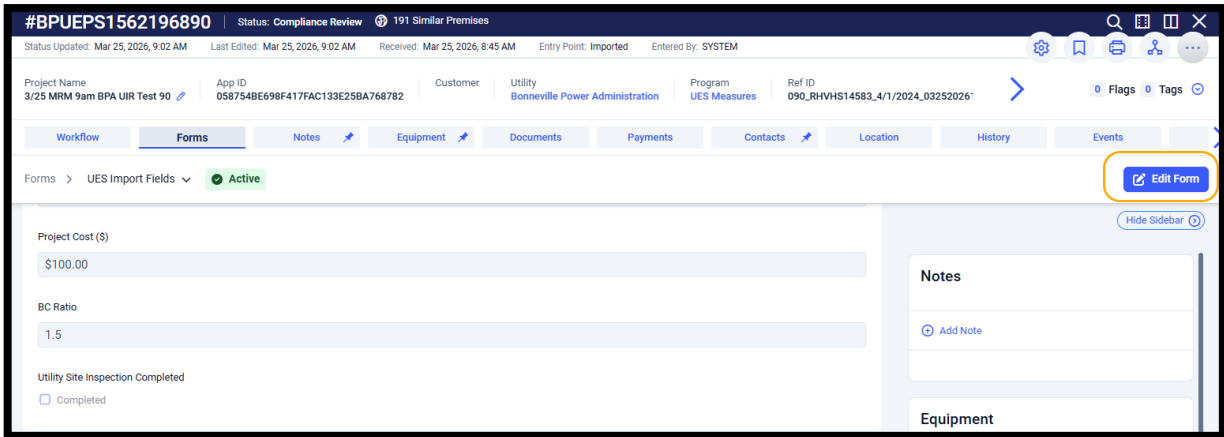 #BPUEPS1562196890 | Status: Compliance Review 191 Similar Premises
Status Updated: Mar 25, 2026, 9:02 AM Last Edited: Mar 25, 2026, 9:02 AM Received: Mar 25, 2026, 8:45 AM Entry Point: Imported Entered By: SYSTEM
Project Name App ID Customer Utility Program Ref ID
3/25 MRM 9am BPA UIR Test 90 058754BE698F417FAC133E25BA768782 Bonneville Power Administration UES Measures 090_RHVHS14583_4/1/2024_03252026 0 Flags 0 Tags
Workflow Forms Notes Equipment Documents Payments Contacts Location History Events
Forms > UES Import Fields Active Edit Form
Hide Sidebar
Project Cost ($)
$100.00
BC Ratio
1.5
Utility Site Inspection Completed
Completed
Notes
Add Note
Equipment